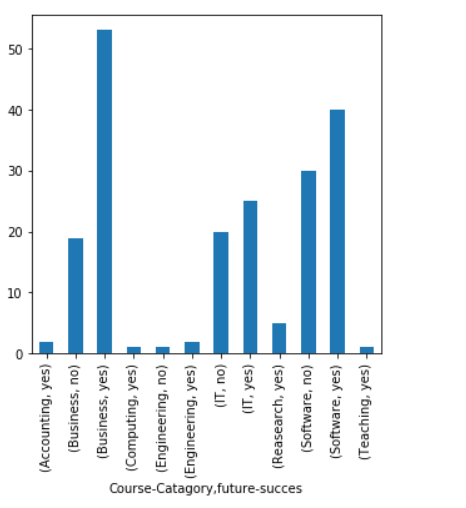 50
40
30
20
10
0
(Accounting, yes)
(Business, no)
(Business, yes)
(Computing, yes)
(Engineering, no)
(Engineering, yes)
(IT, no)
(IT, yes)
(Reasearch, yes)
(Software, no)
(Software, yes)
(Teaching, yes)
Course-Catagory,future-succes